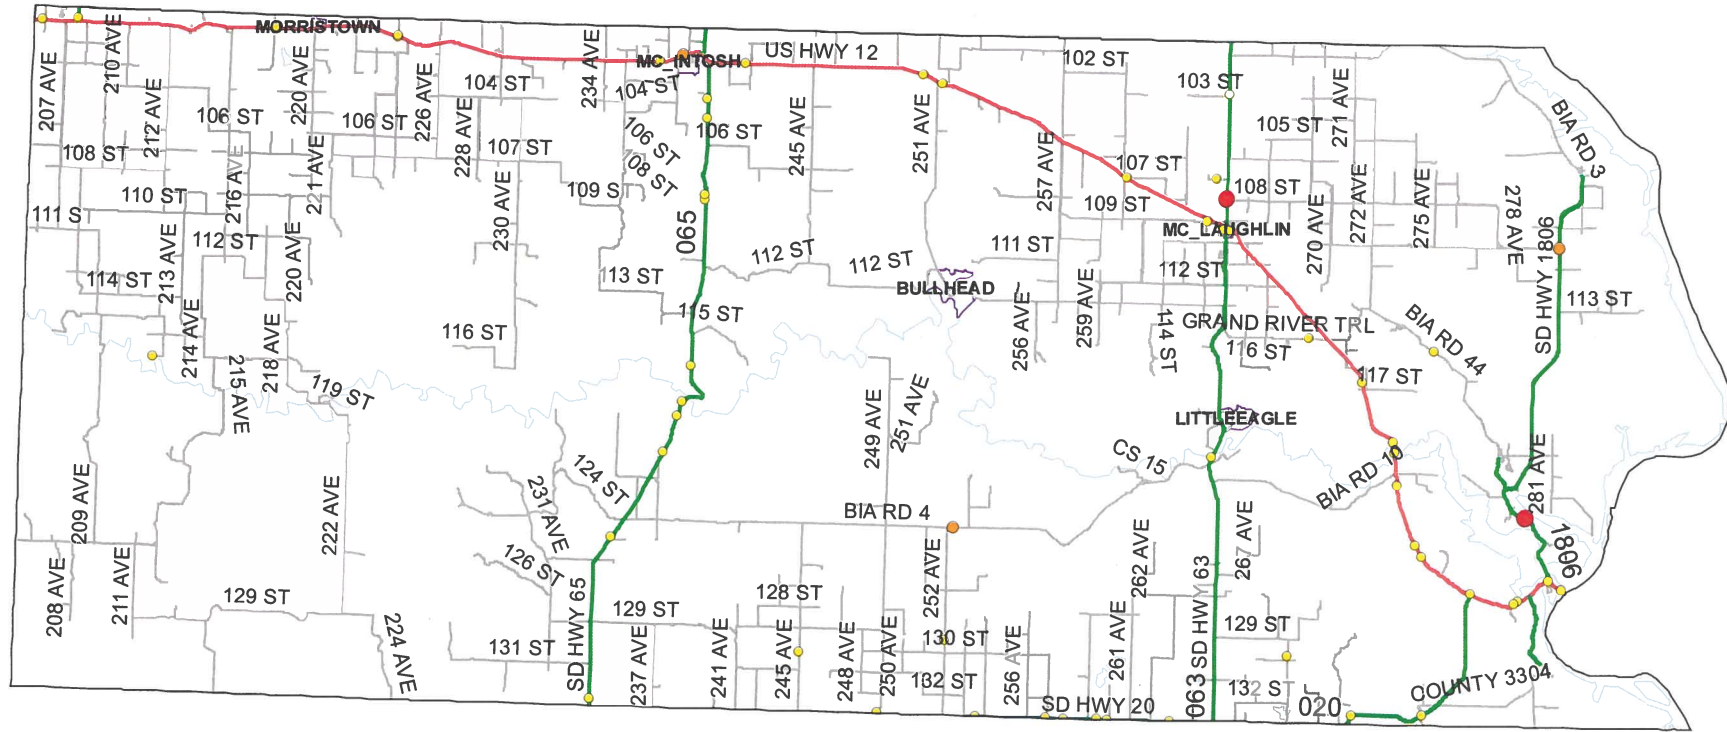 MORRISTOWN
MC_INTOSH
US HWY 12
102 ST
103 ST
207 AVE
210 AVE
212 AVE
220 AVE
226 AVE
104 ST
234 AVE
104 ST
106 ST
106 ST
228 AVE
107 ST
106 ST
106 ST
245 AVE
251 AVE
257 AVE
107 ST
105 ST
271 AVE
BIA RD 3
108 ST
110 ST
216 AVE
221 AVE
230 AVE
109 S
108 ST
109 ST
108 ST
272 AVE
275 AVE
278 AVE
111 S
112 ST
213 AVE
220 AVE
065
112 ST
112 ST
111 ST
MC_LAUGHLIN
270 AVE
SD HWY 1806
114 ST
113 ST
BULLHEAD
112 ST
259 AVE
113 ST
214 AVE
218 AVE
116 ST
115 ST
256 AVE
114 ST
GRAND RIVER TRL
116 ST
BIA RD 44
215 AVE
119 ST
117 ST
249 AVE
251 AVE
LITTLEEAGLE
209 AVE
222 AVE
231 AVE
124 ST
BIA RD 4
CS 15
BIA RD 10
281 AVE
1806
208 AVE
211 AVE
126 ST
252 AVE
262 AVE
267 AVE
129 ST
224 AVE
131 ST
SD HWY 65
129 ST
237 AVE
128 ST
241 AVE
245 AVE
248 AVE
250 AVE
130 ST
132 ST
256 AVE
261 AVE
SD HWY 20
063
SD HWY 63
129 ST
132 ST
020
COUNTY 3304